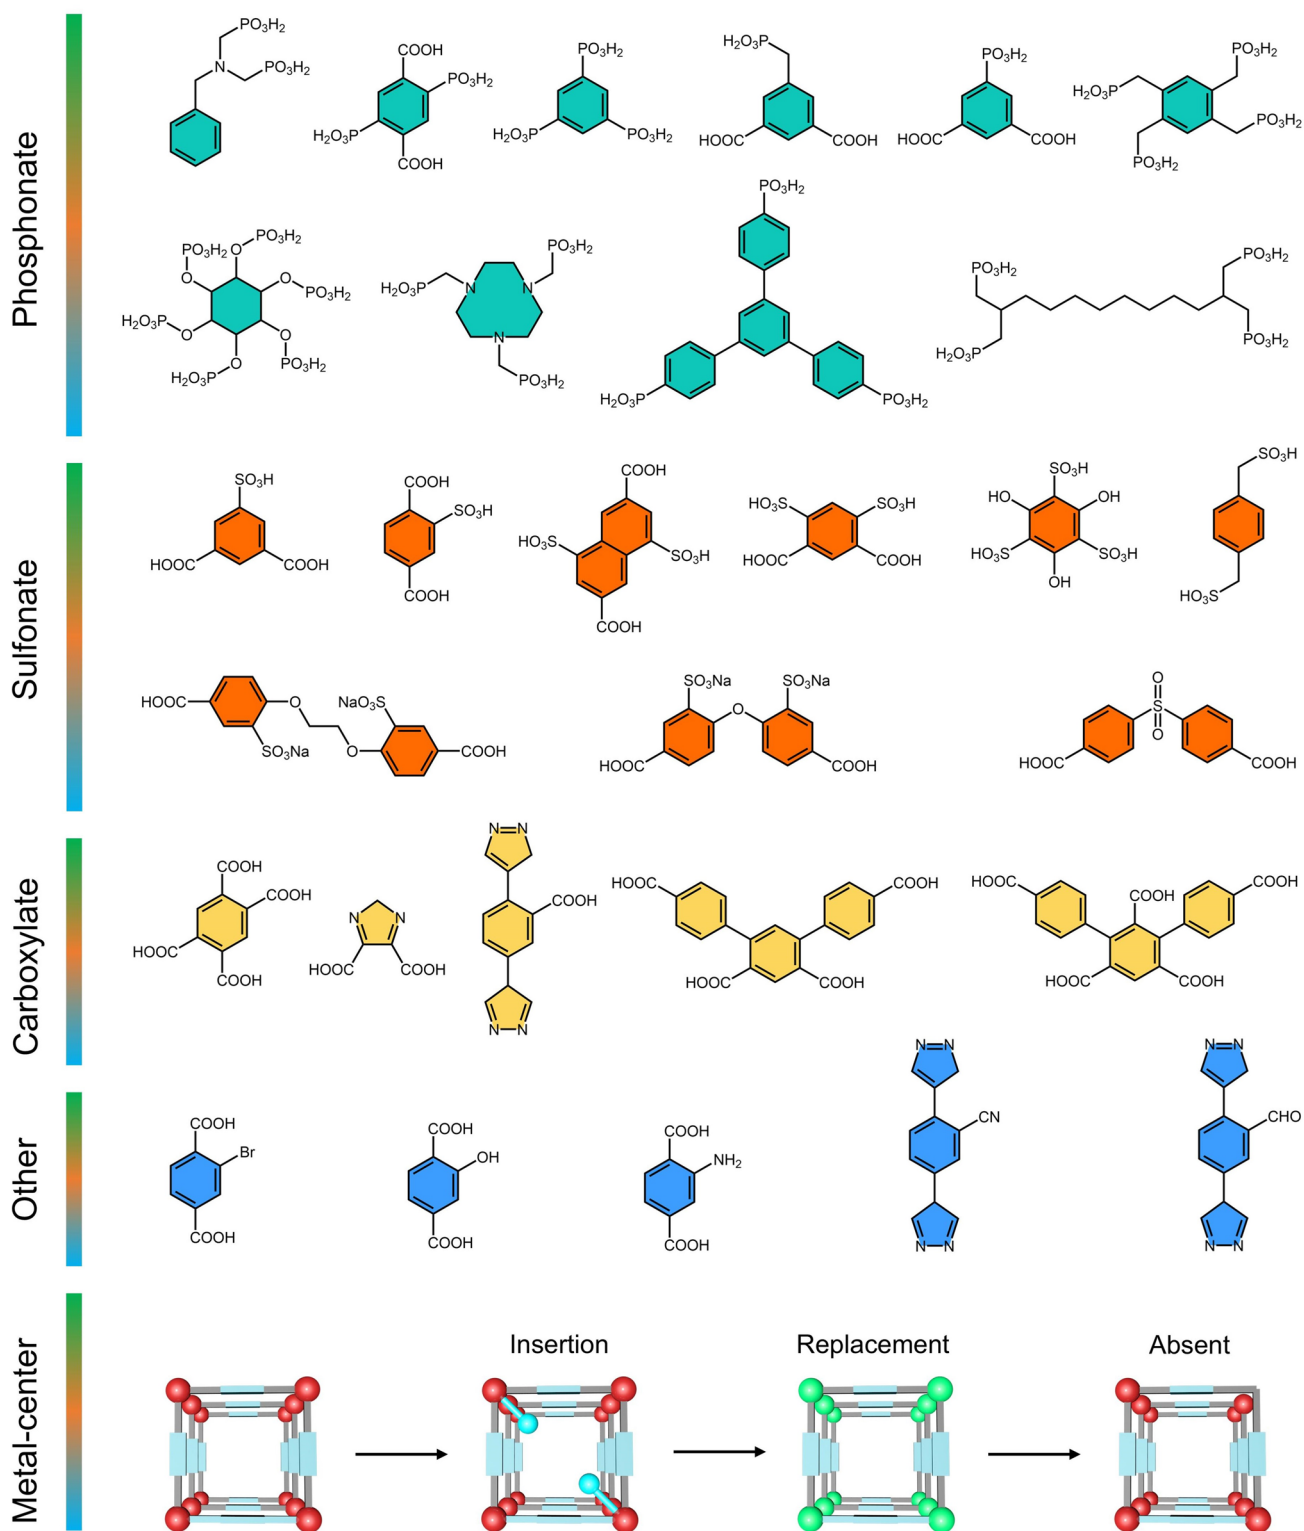 Phosphonate
PO3H2
N
PO3H2
COOH
PO3H2
H2O3P
COOH
PO3H2
H2O3P
PO3H2
H2O3P
HOOC
COOH
PO3H2
HOOC
COOH
PO3H2
H2O3P
PO3H2
PO3H2
PO3H2
PO3H2
O
O
O
PO3H2
H2O3P
O
O
O
PO3H2
H2O3P
PO3H2
H2O3P
N
N
N
PO3H2
PO3H2
H2O3P
PO3H2
PO3H2
PO3H2
H2O3P
PO3H2
Sulfonate
SO3H
HOOC
COOH
COOH
SO3H
COOH
COOH
HO3S
SO3H
COOH
HO3S
SO3H
HOOC
COOH
SO3H
HO
OH
HO3S
SO3H
OH
SO3H
HO3S
HOOC
O
SO3Na
NaO3S
O
COOH
SO3Na
SO3Na
O
HOOC
COOH
O
S
O
HOOC
COOH
Carboxylate
COOH
COOH
HOOC
COOH
N
N
HOOC
COOH
N
N
COOH
N
N
HOOC
COOH
HOOC
COOH
HOOC
COOH
COOH
HOOC
COOH
Other
COOH
Br
COOH
COOH
OH
COOH
COOH
NH2
COOH
N
N
CN
N
N
N
N
CHO
N
N
Metal-center
Insertion
Replacement
Absent